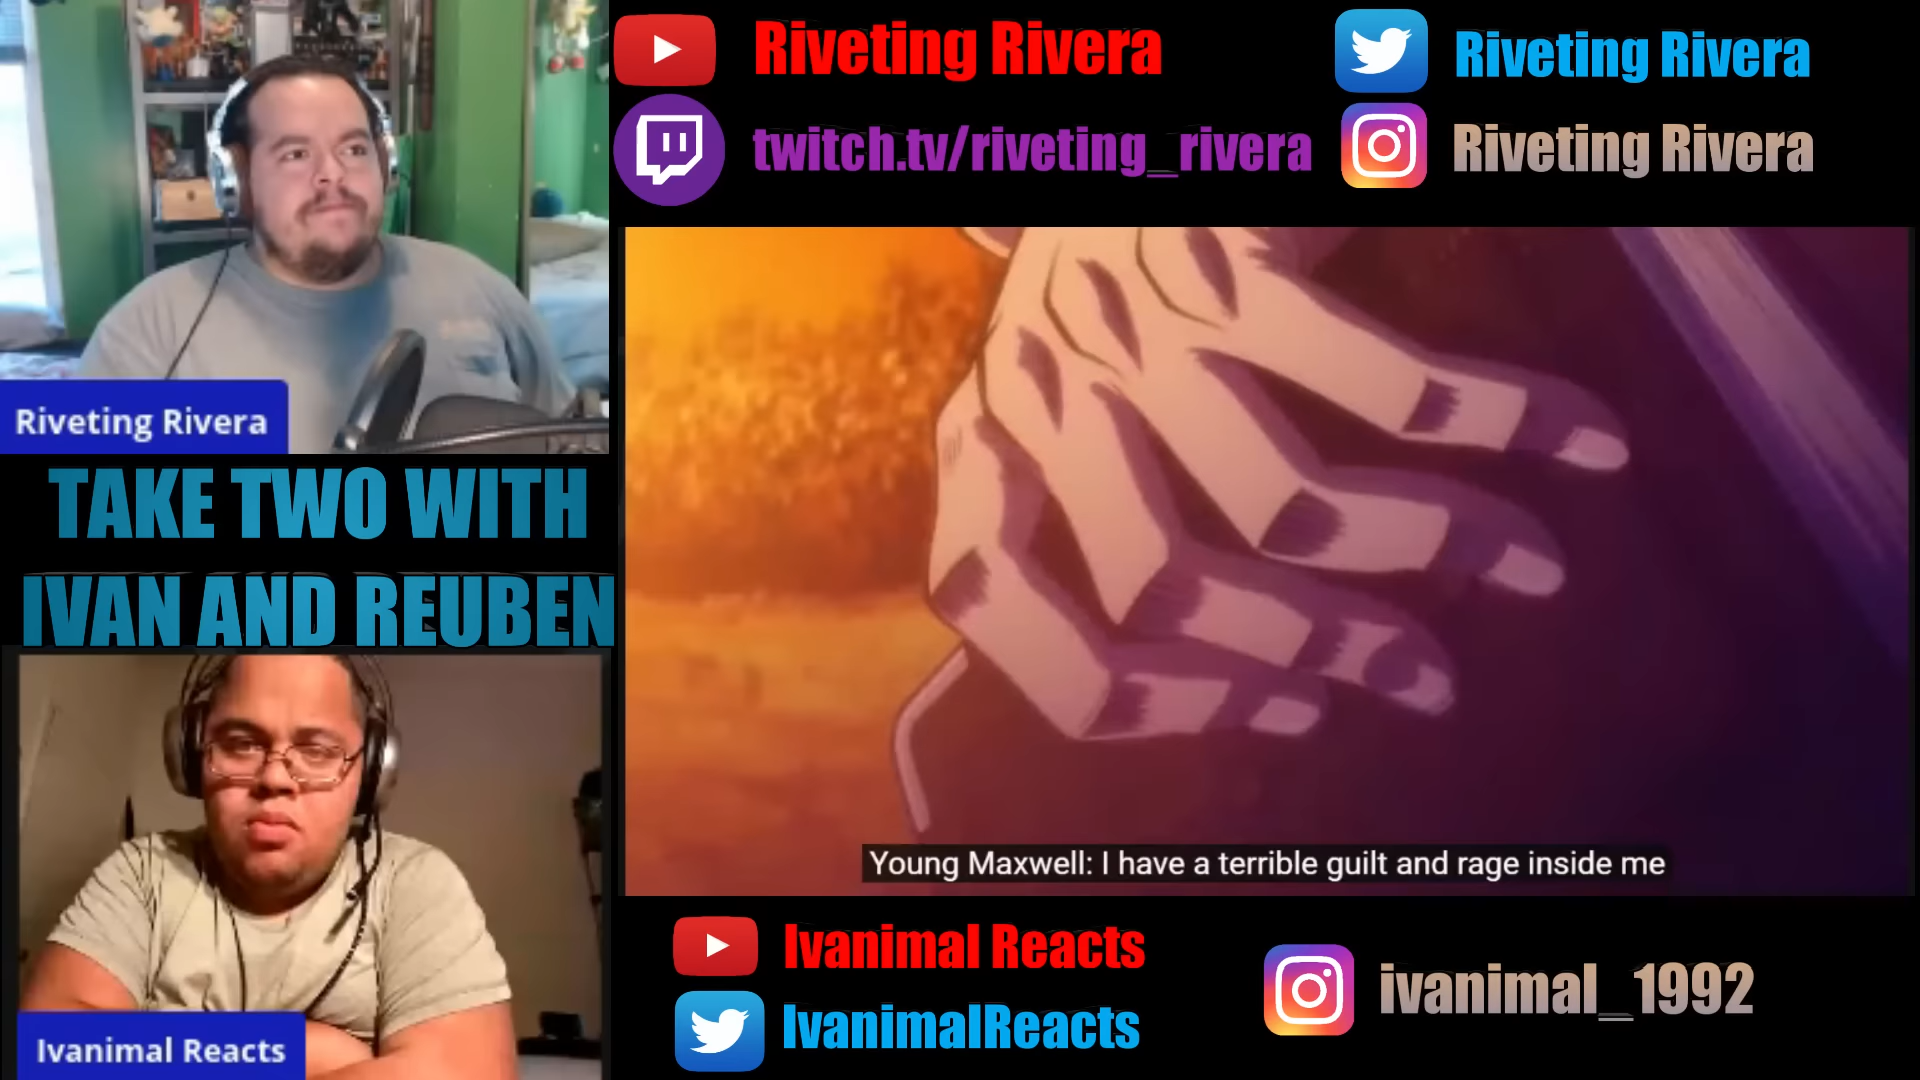 Riveting Rivera
Riveting Rivera
twitch.tv/riveting_rivera
Riveting Rivera
Riveting Rivera
TAKE TWO WITH
IVAN AND REUBEN
Young Maxwell: I have a terrible guilt and rage inside me
Ivanimal Reacts
Ivanimal Reacts
IvanimalReacts
ivanimal_1992